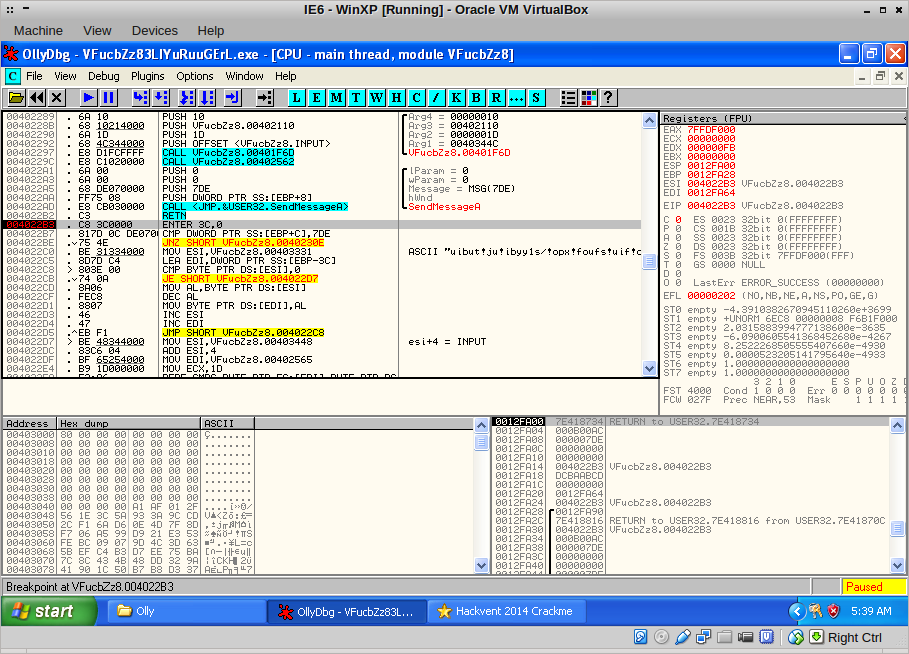 IE6 - WinXP [Running] - Oracle VM VirtualBox
Machine View Devices Help
OllyDbg - VFucbZz83LlYuRuuGErL.exe - [CPU - main thread, module VFucbZz8]
C File View Debug Plugins Options Window Help
L E M T W H C / K B R ... S ?
00402289 . 6A 10 PUSH 10 Arg4 = 00000010
. 68 10214000 PUSH VFucbZz8.00402110 Arg3 = 00402110
00402290 . 6A 1D PUSH 1D Arg2 = 0000001D
00402292 . 68 4C344000 PUSH OFFSET <VFucbZz8.INPUT> Arg1 = 0040344C
00402297 . E8 D1FCFFFF CALL VFucbZz8.00401F6D VFucbZz8.00401F6D
0040229C . E8 C1020000 CALL VFucbZz8.00402562
004022A1 . 6A 00 PUSH 0 lParam = 0
004022A3 . 6A 00 PUSH 0 wParam = 0
004022A5 . 68 DE070000 PUSH 7DE Message = MSG(7DE)
004022AA . FF75 08 PUSH DWORD PTR SS:[EBP+8] hWnd
004022AD . E8 CB030000 CALL <JMP.&USER32.SendMessageA> SendMessageA
004022B2 . C3 RETN
004022B3 . C8 3C0000 ENTER 3C,0
004022B7 . 817D 0C DE070 CMP DWORD PTR SS:[EBP+C],7DE
004022BE . 75 4E JNZ SHORT VFucbZz8.0040230E
004022C0 . BE 31334000 MOV ESI,VFucbZz8.00403331 ASCII "uibut!ju!ibyy1s/!opx!foufs!uif!c
004022C5 . 8D7D C4 LEA EDI,DWORD PTR SS:[EBP-3C]
004022C8 > 803E 00 CMP BYTE PTR DS:[ESI],0
004022CB . 74 0A JE SHORT VFucbZz8.004022D7
004022CD . 8A06 MOV AL,BYTE PTR DS:[ESI]
004022CF . FEC8 DEC AL
004022D1 . 8807 MOV BYTE PTR DS:[EDI],AL
004022D3 . 46 INC ESI
004022D4 . 47 INC EDI
004022D5 .^EB F1 JMP SHORT VFucbZz8.004022C8
004022D7 > BE 48344000 MOV ESI,VFucbZz8.00403448 esi+4 = INPUT
004022DC . 83C6 04 ADD ESI,4
004022DF . BF 65254000 MOV EDI,VFucbZz8.00402565
004022E4 . B9 1D000000 MOV ECX,1D
Registers (FPU)
EAX 7FFDF000
ECX 00000000
EDX 000000FB
EBX 00000000
ESP 0012FA00
EBP 0012FA28
ESI 004022B3 VFucbZz8.004022B3
EDI 0012FA64
EIP 004022B3 VFucbZz8.004022B3
C 0 ES 0023 32bit 0(FFFFFFFF)
P 0 CS 001B 32bit 0(FFFFFFFF)
A 0 SS 0023 32bit 0(FFFFFFFF)
Z 0 DS 0023 32bit 0(FFFFFFFF)
S 0 FS 003B 32bit 7FFDF000(FFF)
T 0 GS 0000 NULL
D 0
O 0 LastErr ERROR_SUCCESS (00000000)
EFL 00000202 (NO,NB,NE,A,NS,PO,GE,G)
ST0 empty -4.3910382670945110260e+3699
ST1 empty +UNORM 6EC8 00000008 F6B1F000
ST2 empty 2.0315883994777138600e-3635
ST3 empty -6.0900605541368452680e-4267
ST4 empty 8.2522268505555407660e-4930
ST5 empty 0.0000523205141795640e-4933
ST6 empty 1.0000000000000000000
ST7 empty 1.0000000000000000000
3 2 1 0 E S P U O Z D
FST 4000 Cond 1 0 0 0 Err 0 0 0 0 0 0 0
FCW 027F Prec NEAR,53 Mask 1 1 1 1 1
Address Hex dump ASCII
00403000 80 00 00 00 00 00 00 00 Ç.......
00403008 00 00 00 00 00 00 00 00 ........
00403010 00 00 00 00 00 00 00 00 ........
00403018 00 00 00 00 00 00 00 00 ........
00403020 00 00 00 00 00 00 00 00 ........
00403028 00 00 00 00 00 00 00 00 ........
00403030 00 00 00 00 00 00 00 00 ........
00403038 00 00 00 00 00 00 00 00 ........
00403040 00 00 00 00 A1 AF 01 2F
00403048 56 1E 3C 5A 93 3A 9C CD
00403050 2C F1 6A D6 0E 4D 7F 8D
00403058 F7 06 A5 99 D9 21 E3 53
00403060 FE BC 09 07 9D 4C 3D 63
00403068 5B EF C4 B3 D7 EE 75 BA
00403070 7C 8C 43 4B 48 DD 32 9A
00403078 41 90 1C 50 B7 B8 D3 37
0012FA00 7E418734 RETURN to USER32.7E418734
0012FA04 000B00AC
0012FA08 000007DE
0012FA0C 00000000
0012FA10 00000000
0012FA14 004022B3 VFucbZz8.004022B3
0012FA18 DCBAABCD
0012FA1C 00000000
0012FA20 0012FA64
0012FA24 004022B3 VFucbZz8.004022B3
0012FA28 0012FA90
0012FA2C 7E418816 RETURN to USER32.7E418816 from USER32.7E41870C
0012FA30 004022B3 VFucbZz8.004022B3
0012FA34 000B00AC
0012FA38 000007DE
0012FA3C 00000000
0012FA40 00000000
Breakpoint at VFucbZz8.004022B3 Paused
start Olly OllyDbg - VFucbZz83L... Hackvent 2014 Crackme 5:39 AM
Right Ctrl